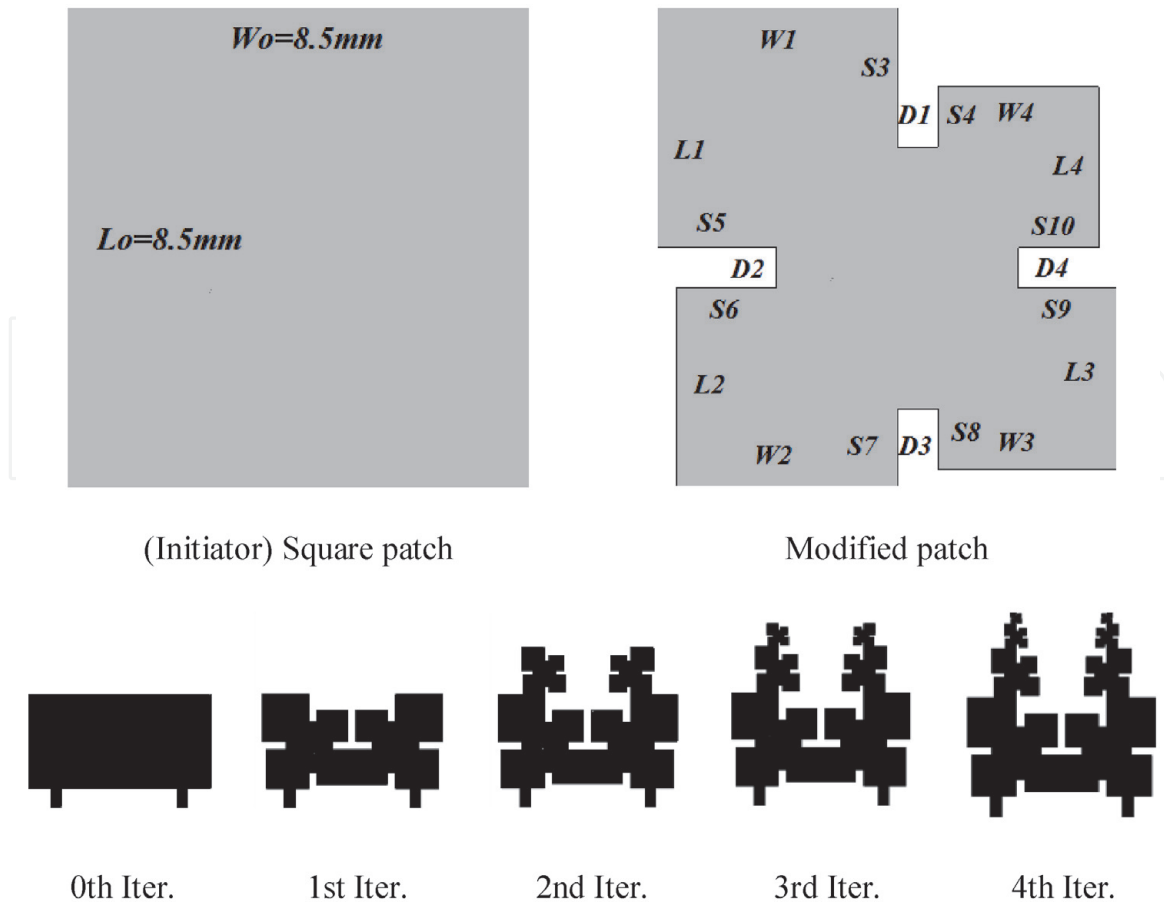 Wo=8.5mm
Lo=8.5mm
W1
S3
D1
S4
W4
L1
L4
S5
S10
D2
D4
S6
S9
L2
L3
S7
D3
S8
W2
W3
(Initiator) Square patch
Modified patch
0th Iter.
1st Iter.
2nd Iter.
3rd Iter.
4th Iter.